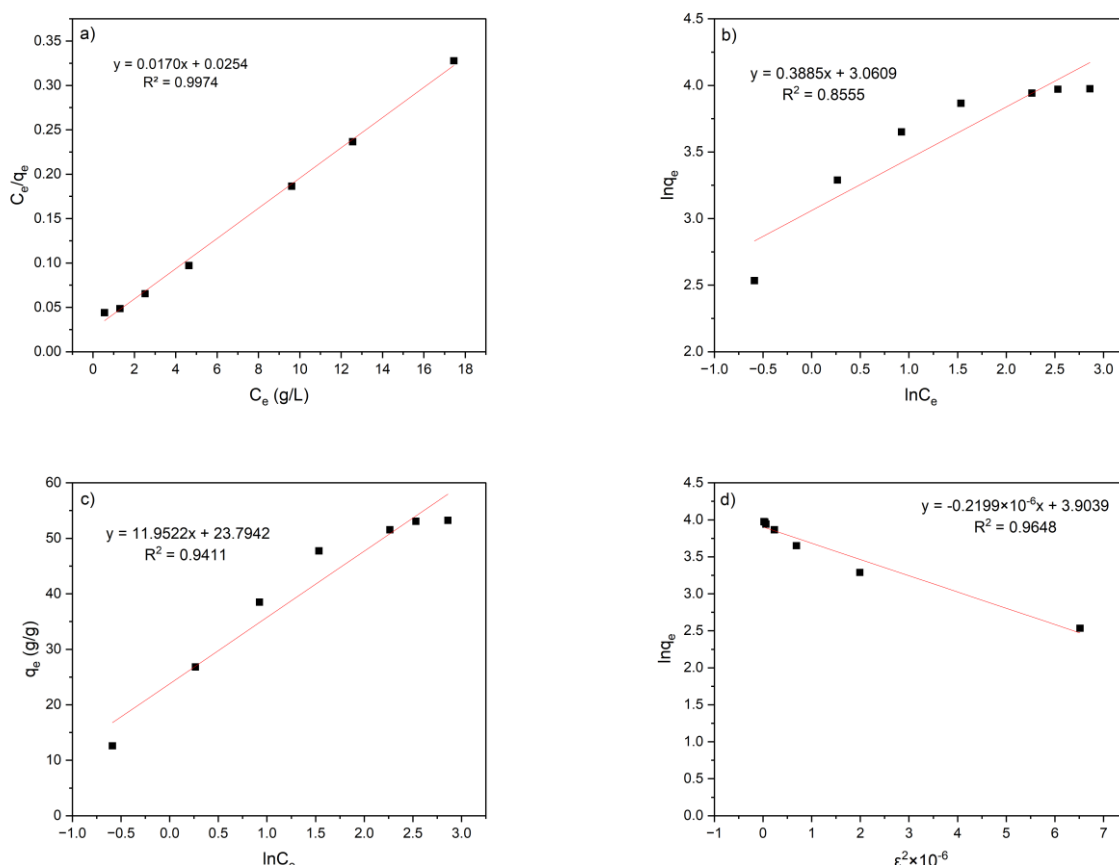 a)
y = 0.0170x + 0.0254
R² = 0.9974
0.35
0.30
0.25
0.20
0.15
0.10
0.05
0.00
Cₑ/qₑ
0 2 4 6 8 10 12 14 16 18
Cₑ (g/L)
b)
y = 0.3885x + 3.0609
R² = 0.8555
4.5
4.0
3.5
3.0
2.5
2.0
lnqₑ
−1.0 −0.5 0.0 0.5 1.0 1.5 2.0 2.5 3.0
lnCₑ
c)
y = 11.9522x + 23.7942
R² = 0.9411
60
50
40
30
20
10
0
qₑ (g/g)
−1.0 −0.5 0.0 0.5 1.0 1.5 2.0 2.5 3.0
lnCₑ
d)
y = -0.2199×10⁻⁶x + 3.9039
R² = 0.9648
4.5
4.0
3.5
3.0
2.5
2.0
1.5
1.0
0.5
0.0
lnqₑ
−1 0 1 2 3 4 5 6 7
ε²×10⁻⁶